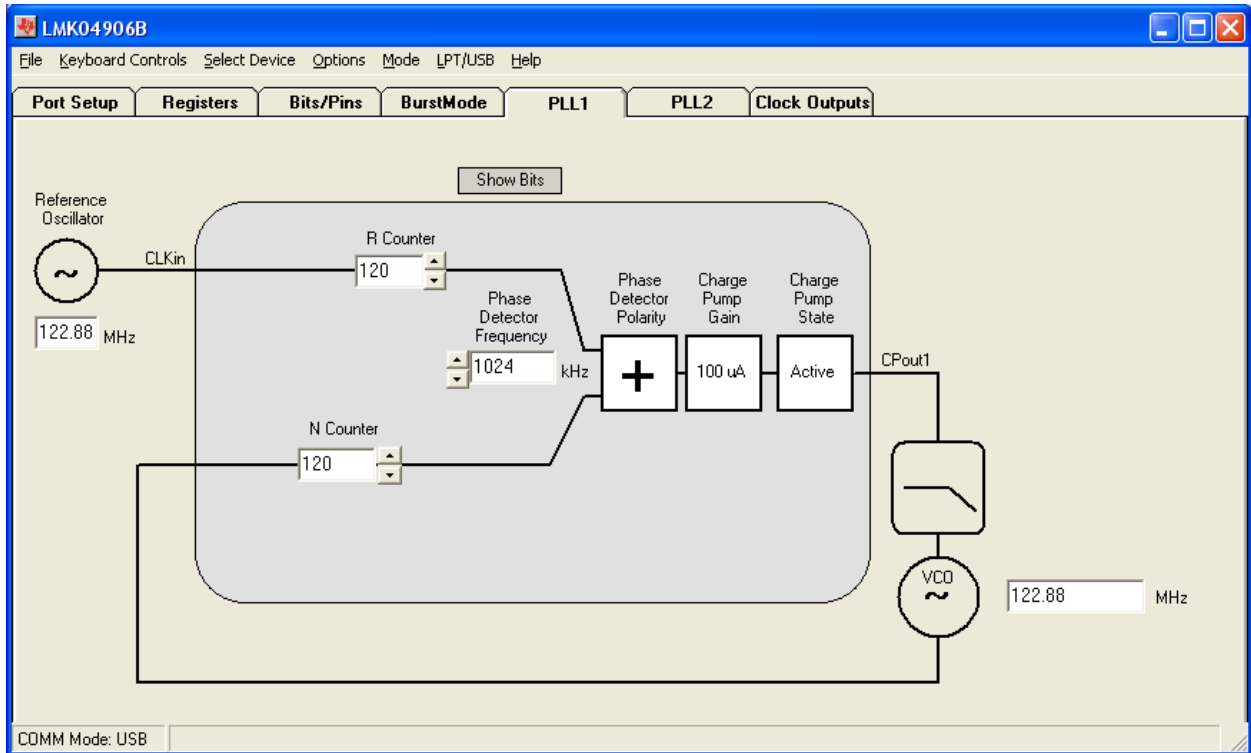 LMK04906B
File Keyboard Controls Select Device Options Mode LPT/USB Help
Port Setup Registers Bits/Pins BurstMode PLL1 PLL2 Clock Outputs
Show Bits
Reference
Oscillator
CLKin
122.88 MHz
R Counter
120
Phase
Detector
Frequency
1024 kHz
Phase
Detector
Polarity
+
Charge
Pump
Gain
100 uA
Charge
Pump
State
Active
CPout1
N Counter
120
VCO
122.88 MHz
COMM Mode: USB